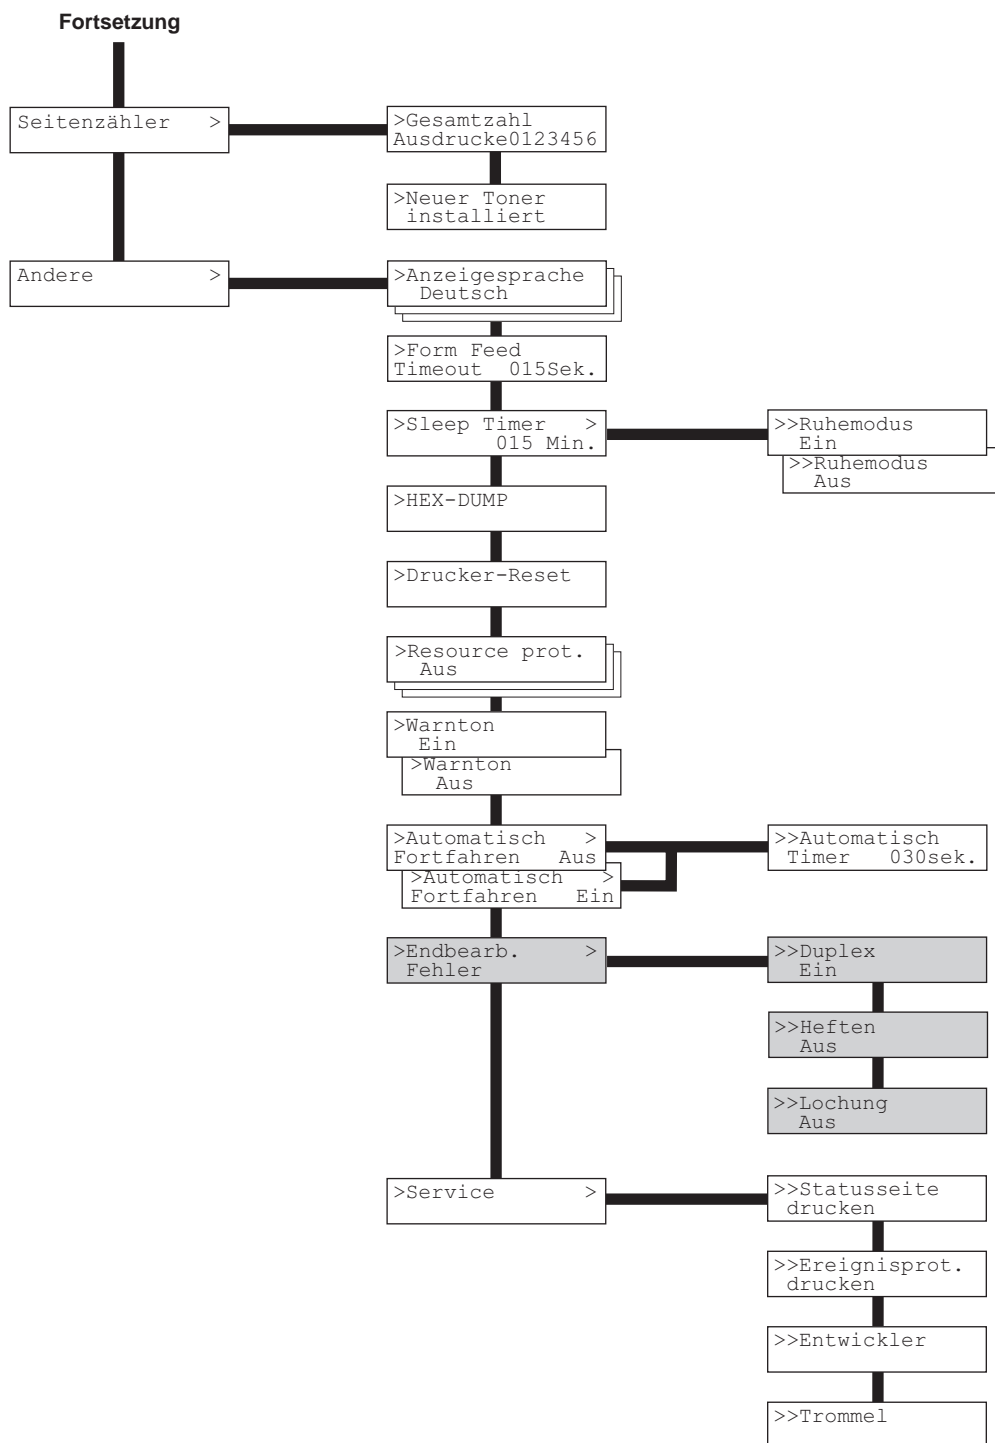 Fortsetzung
Seitenzähler >
>Gesamtzahl
Ausdrucke0123456
>Neuer Toner
installiert
Andere >
>Anzeigesprache
Deutsch
>Form Feed
Timeout 015Sek.
>Sleep Timer >
015 Min.
>>Ruhemodus
Ein
>>Ruhemodus
Aus
>HEX-DUMP
>Drucker-Reset
>Resource prot.
Aus
>Warnton
Ein
>Warnton
Aus
>Automatisch >
Fortfahren Aus
>Automatisch >
Fortfahren Ein
>>Automatisch
Timer 030sek.
>Endbearb. >
Fehler
>>Duplex
Ein
>>Heften
Aus
>>Lochung
Aus
>Service >
>>Statusseite
drucken
>>Ereignisprot.
drucken
>>Entwickler
>>Trommel